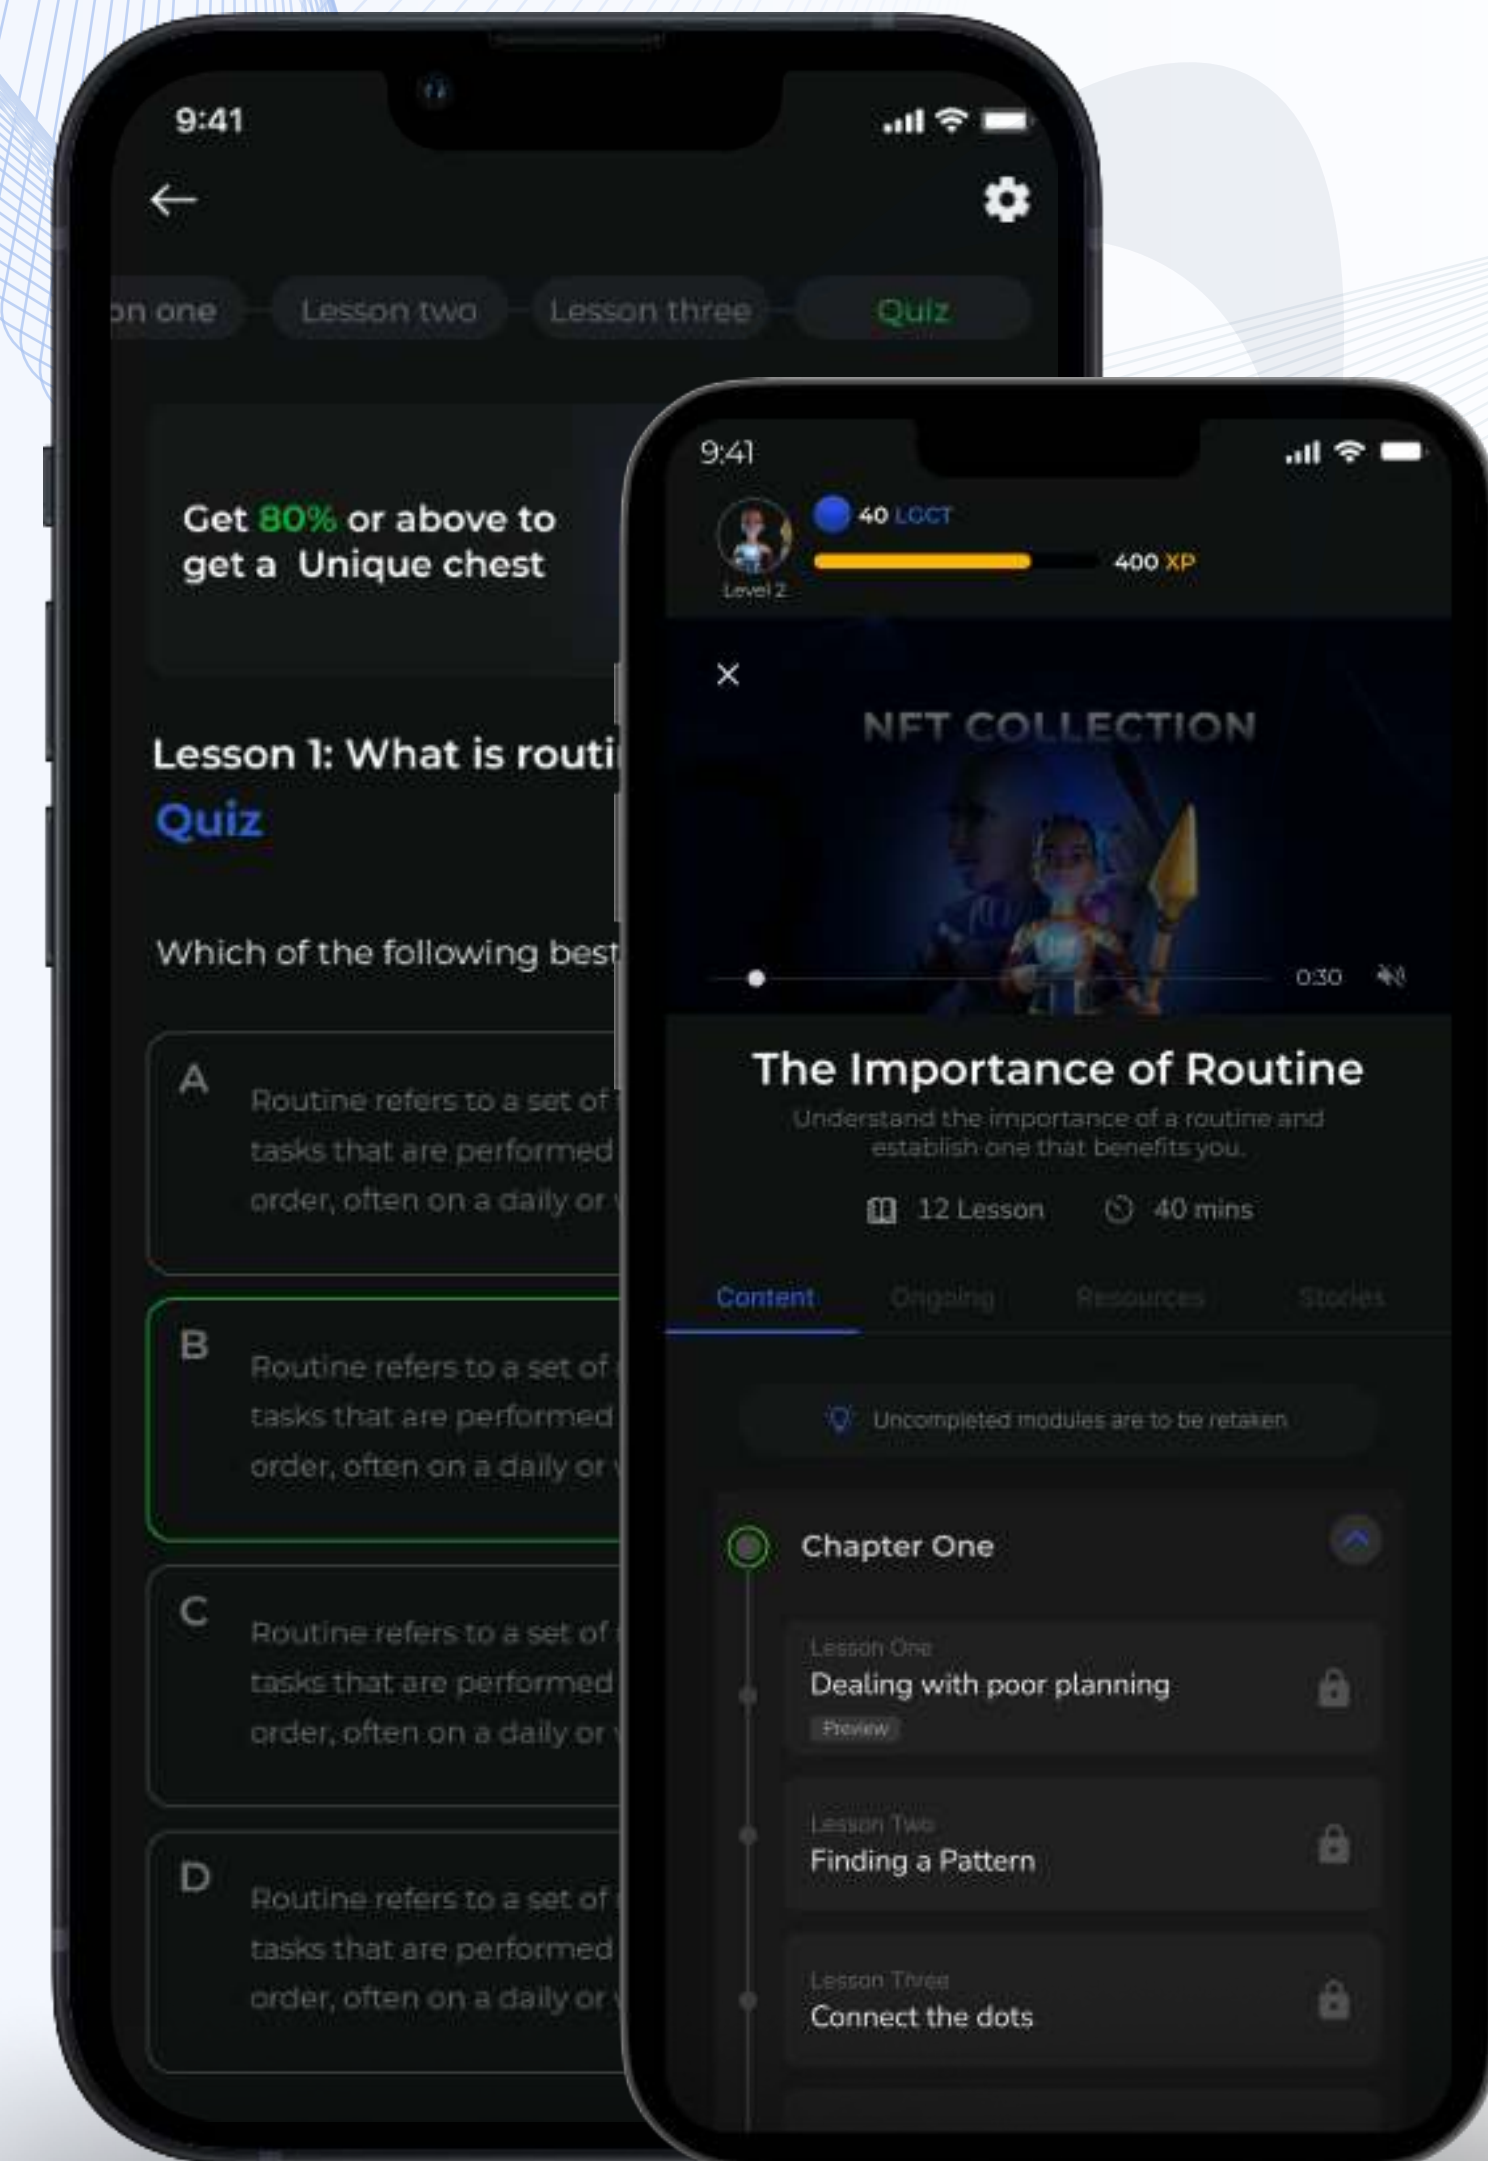 9:41
on one
Lesson two
Lesson three
Quiz
Get 80% or above to
get a Unique chest
Lesson 1: What is
Quiz
Which of the following best
A
Routine refers to a set of
tasks that are performed
order, often on a daily or
B
Routine refers to a set of
tasks that are performed
order, often on a daily or
C
Routine refers to a set of
tasks that are performed
order, often on a daily or
D
Routine refers to a set of
tasks that are performed
order, often on a daily or
9:41
40 LGCT
400 XP
Level 2
NFT COLLECTION
0:30
The Importance of Routine
Understand the importance of a routine and
establish one that benefits you.
12 Lesson
40 mins
Content
Ongoing
Resources
Stories
Uncompleted modules are to be retaken
Chapter One
Lesson One
Dealing with poor planning
Preview
Lesson Two
Finding a Pattern
Lesson Three
Connect the dots